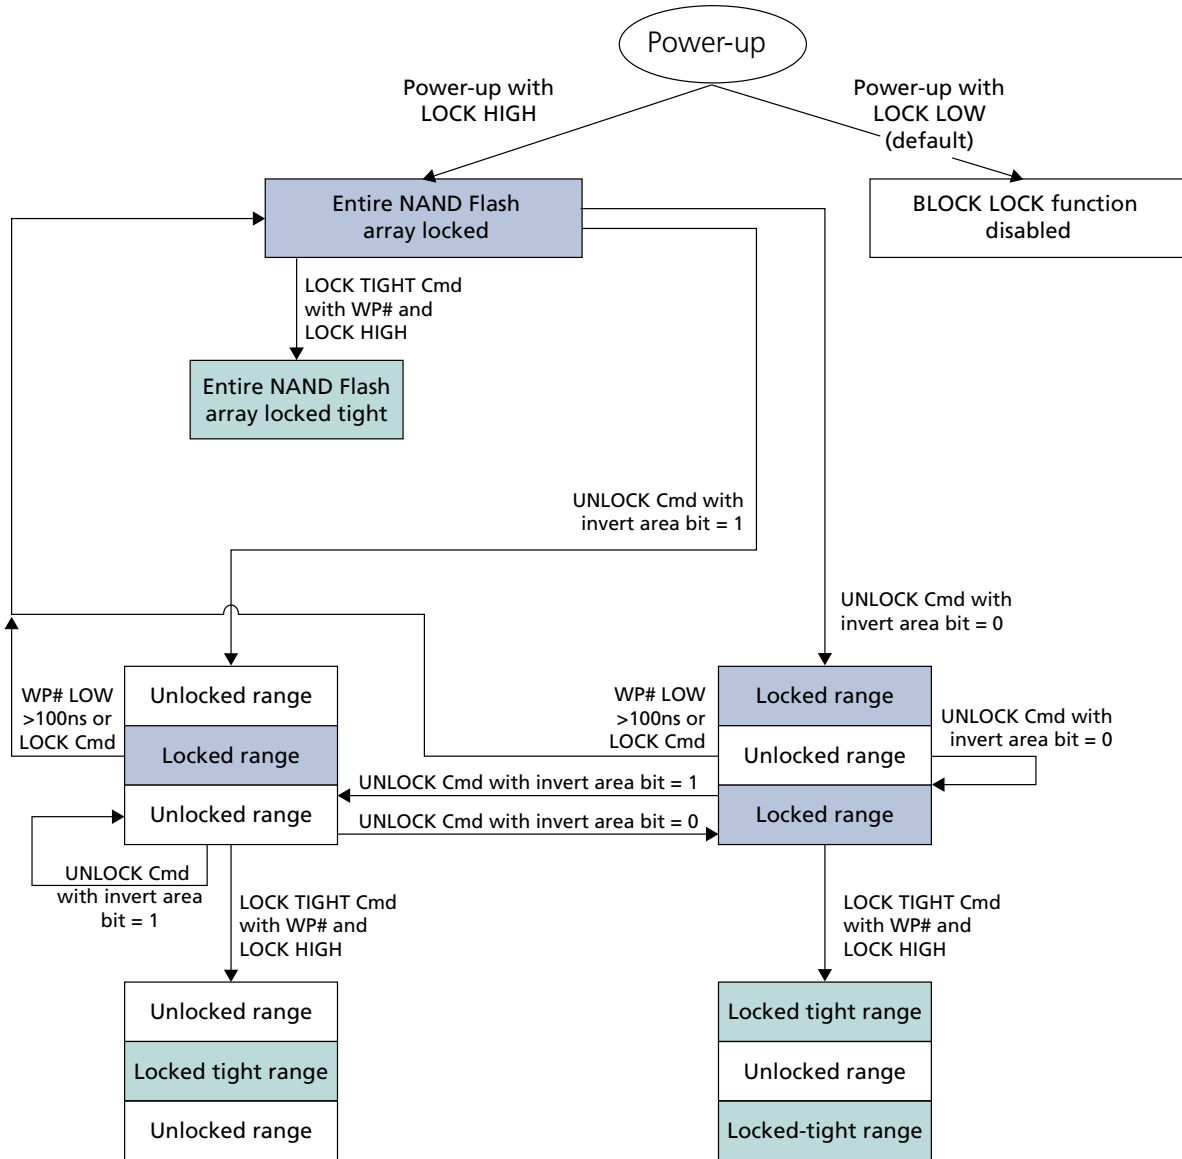 Power-up
Power-up with
LOCK HIGH
Power-up with
LOCK LOW
(default)
Entire NAND Flash
array locked
BLOCK LOCK function
disabled
LOCK TIGHT Cmd
with WP# and
LOCK HIGH
Entire NAND Flash
array locked tight
UNLOCK Cmd with
invert area bit = 1
UNLOCK Cmd with
invert area bit = 0
WP# LOW
>100ns or
LOCK Cmd
Unlocked range
Locked range
Unlocked range
WP# LOW
>100ns or
LOCK Cmd
Locked range
Unlocked range
Locked range
UNLOCK Cmd with
invert area bit = 0
UNLOCK Cmd with invert area bit = 1
UNLOCK Cmd with invert area bit = 0
UNLOCK Cmd
with invert area
bit = 1
LOCK TIGHT Cmd
with WP# and
LOCK HIGH
LOCK TIGHT Cmd
with WP# and
LOCK HIGH
Unlocked range
Locked tight range
Unlocked range
Locked tight range
Unlocked range
Locked-tight range